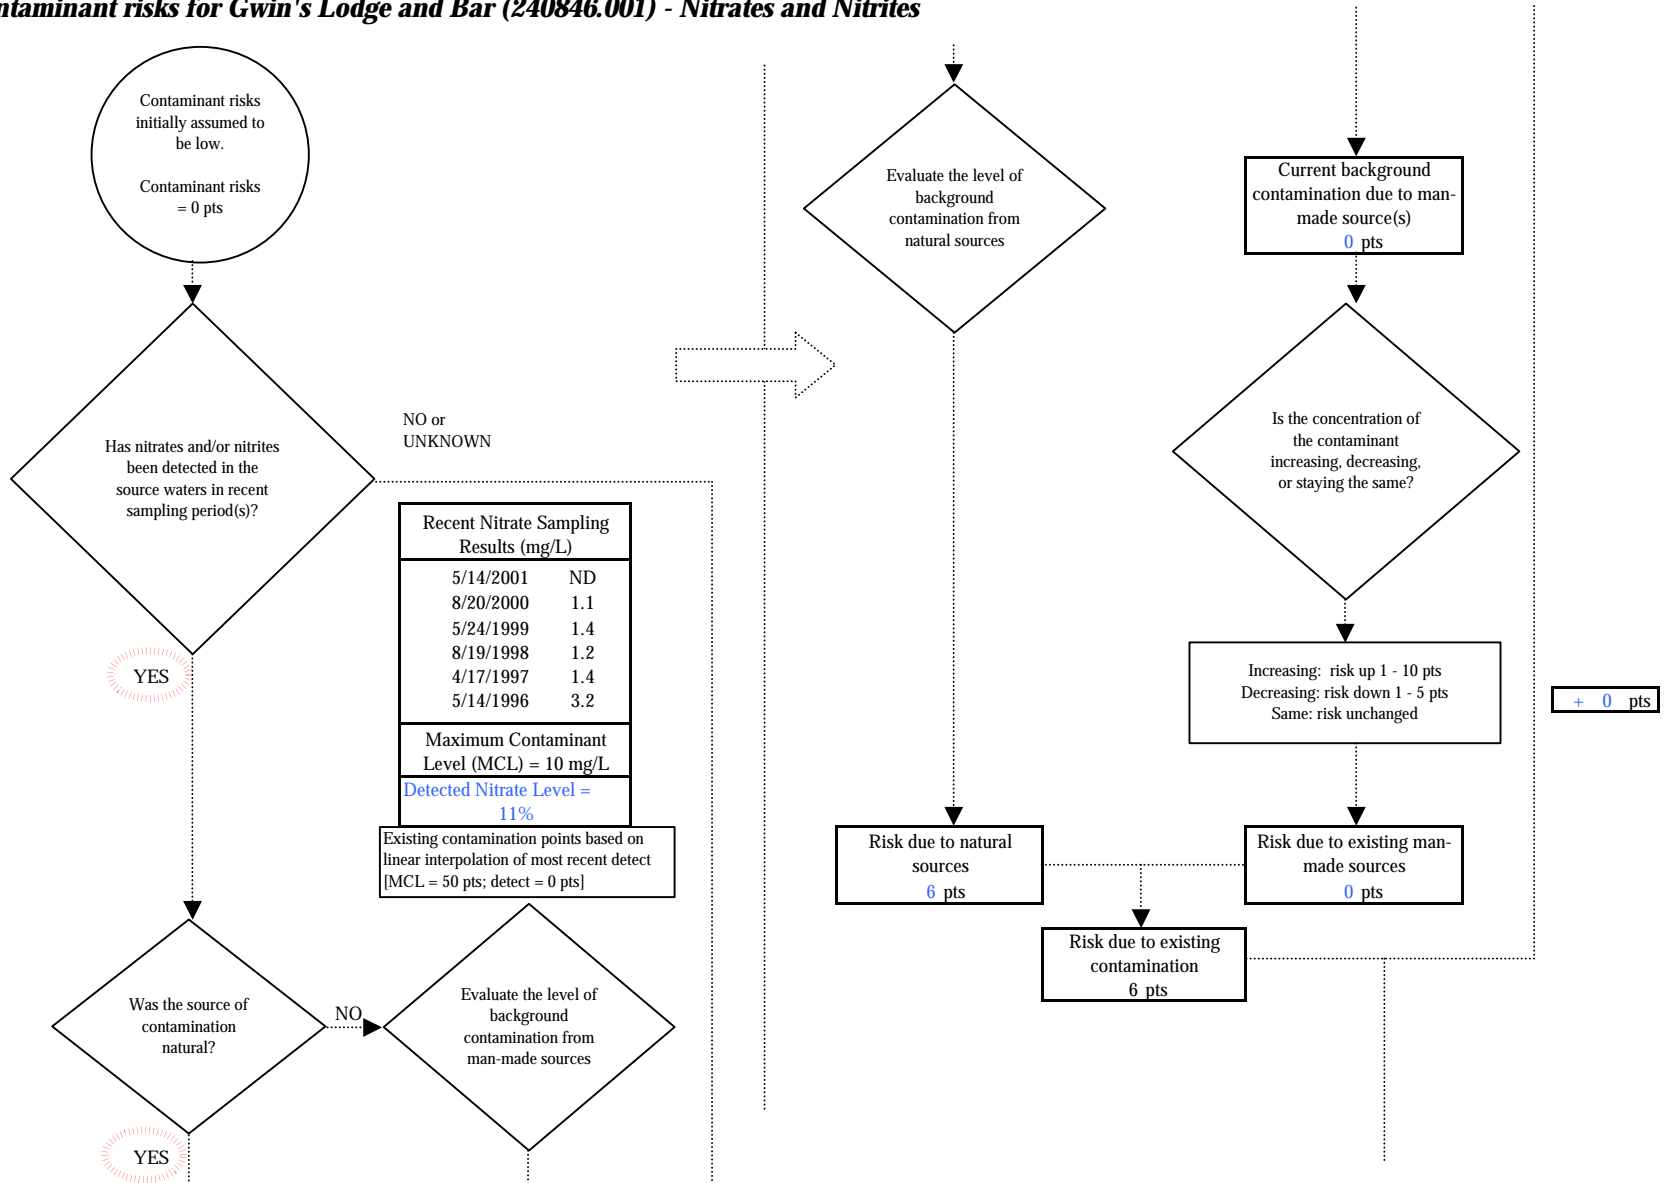 ntaminant risks for Gwin's Lodge and Bar (240846.001) - Nitrates and Nitrites
Contaminant risks
initially assumed to
be low.
Contaminant risks
= 0 pts
Has nitrates and/or nitrites
been detected in the
source waters in recent
sampling period(s)?
NO or
UNKNOWN
YES
Recent Nitrate Sampling
Results (mg/L)
5/14/2001 ND
8/20/2000 1.1
5/24/1999 1.4
8/19/1998 1.2
4/17/1997 1.4
5/14/1996 3.2
Maximum Contaminant
Level (MCL) = 10 mg/L
Detected Nitrate Level =
11%
Existing contamination points based on
linear interpolation of most recent detect
[MCL = 50 pts; detect = 0 pts]
Was the source of
contamination
natural?
NO
YES
Evaluate the level of
background
contamination from
man-made sources
Evaluate the level of
background
contamination from
natural sources
Risk due to natural
sources
6 pts
Current background
contamination due to man-
made source(s)
0 pts
Is the concentration of
the contaminant
increasing, decreasing,
or staying the same?
Increasing: risk up 1 - 10 pts
Decreasing: risk down 1 - 5 pts
Same: risk unchanged
Risk due to existing man-
made sources
0 pts
Risk due to existing
contamination
6 pts
+ 0 pts